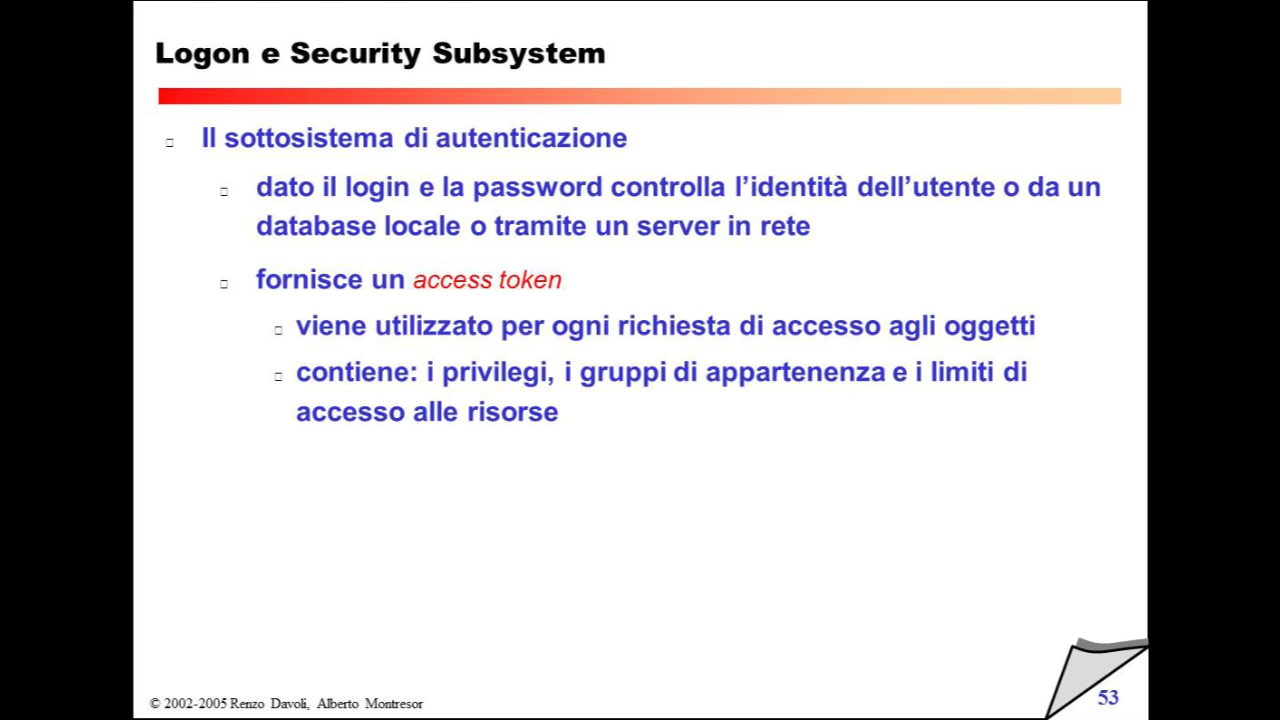 Logon e Security Subsystem
Il sottosistema di autenticazione
dato il login e la password controlla l’identità dell’utente o da un
database locale o tramite un server in rete
fornisce un access token
viene utilizzato per ogni richiesta di accesso agli oggetti
contiene: i privilegi, i gruppi di appartenenza e i limiti di
accesso alle risorse
© 2002-2005 Renzo Davoli, Alberto Montresor
53